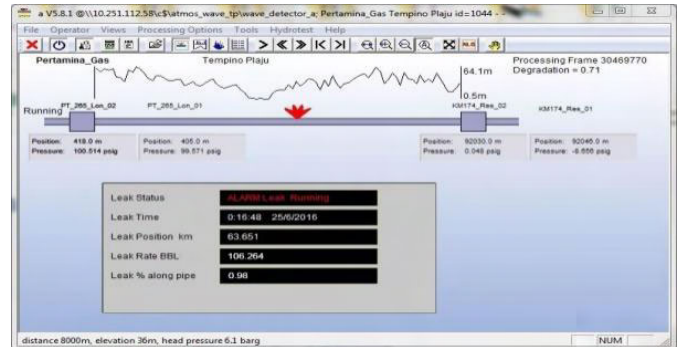 a V5.8.1 @\\10.251.112.58\c$\atmos_wave_tp\wave_detector_a; Pertamina_Gas Tempino Plaju id=1044 - -
File Operator Views Processing Options Tools Hydrotest Help
Pertamina_Gas Tempino Plaju Processing Frame 30469770
64.1m Degradation = 0.71
0.5m
Running PT_265_Lon_02 PT_265_Lon_01 KM174_Res_02 KM174_Res_01
Position: 418.0 m Position: 405.0 m Position: 92030.0 m Position: 92045.0 m
Pressure: 100.514 psig Pressure: 99.571 psig Pressure: 0.048 psig Pressure: -6.656 psig
Leak Status ALARM:Leak Running
Leak Time 0:16:48 25/6/2016
Leak Position km 63.651
Leak Rate BBL 106.264
Leak % along pipe 0.98
distance 8000m, elevation 36m, head pressure 6.1 barg NUM